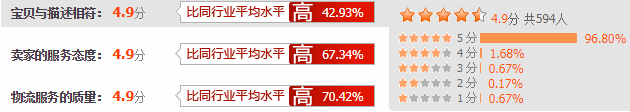 宝贝与描述相符：4.9分 比同行业平均水平 高 42.93%
卖家的服务态度：4.9分 比同行业平均水平 高 67.34%
物流服务的质量：4.9分 比同行业平均水平 高 70.42%
4.9分 共594人
5分 96.80%
4分 1.68%
3分 0.67%
2分 0.17%
1分 0.67%